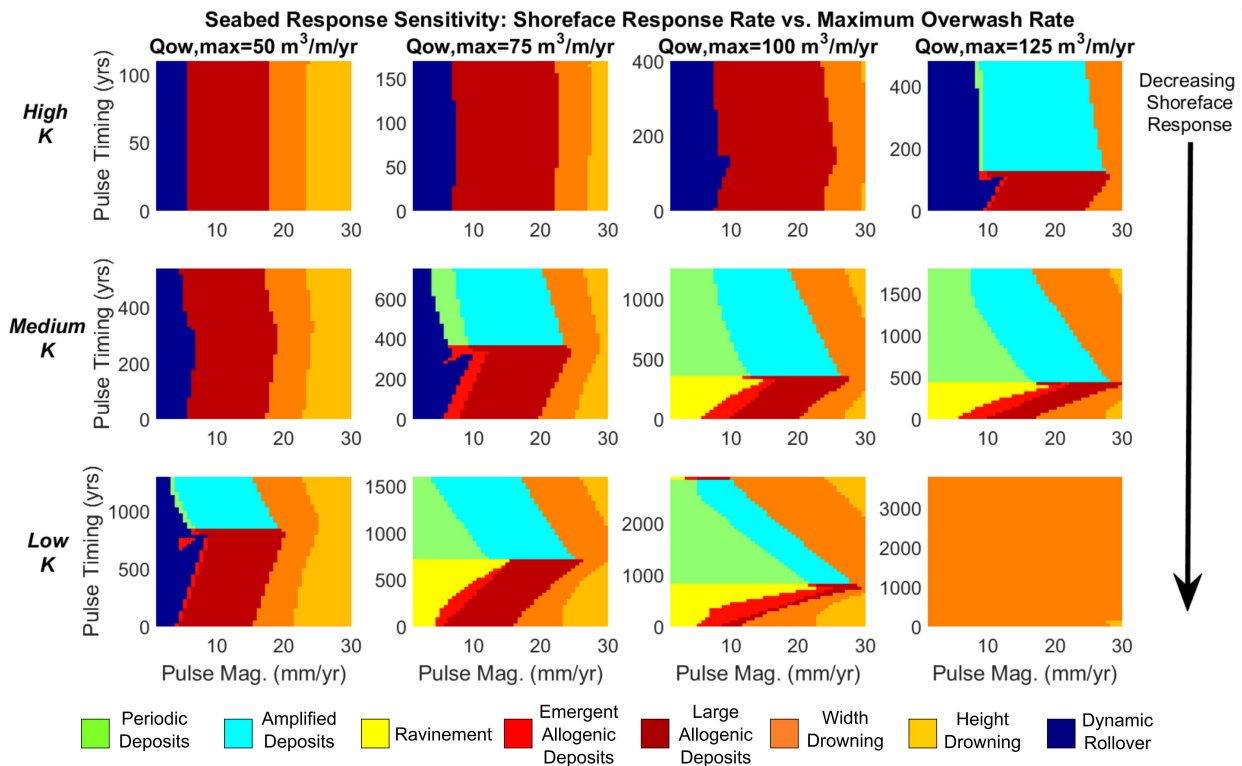 Seabed Response Sensitivity: Shoreface Response Rate vs. Maximum Overwash Rate
Qow,max=50 m³/m/yr Qow,max=75 m³/m/yr Qow,max=100 m³/m/yr Qow,max=125 m³/m/yr
High
K
Pulse Timing (yrs)
100
50
0
10 20 30
150
100
50
0
10 20 30
400
200
0
10 20 30
400
200
0
10 20 30
Decreasing
Shoreface
Response
Medium
K
Pulse Timing (yrs)
400
200
0
10 20 30
600
400
200
0
10 20 30
1000
500
0
10 20 30
1500
1000
500
0
10 20 30
Low
K
Pulse Timing (yrs)
1000
500
0
10 20 30
Pulse Mag. (mm/yr)
1500
1000
500
0
10 20 30
Pulse Mag. (mm/yr)
2000
1000
0
10 20 30
Pulse Mag. (mm/yr)
3000
2000
1000
0
10 20 30
Pulse Mag. (mm/yr)
Periodic
Deposits
Amplified
Deposits
Ravinement
Emergent
Allogenic
Deposits
Large
Allogenic
Deposits
Width
Drowning
Height
Drowning
Dynamic
Rollover